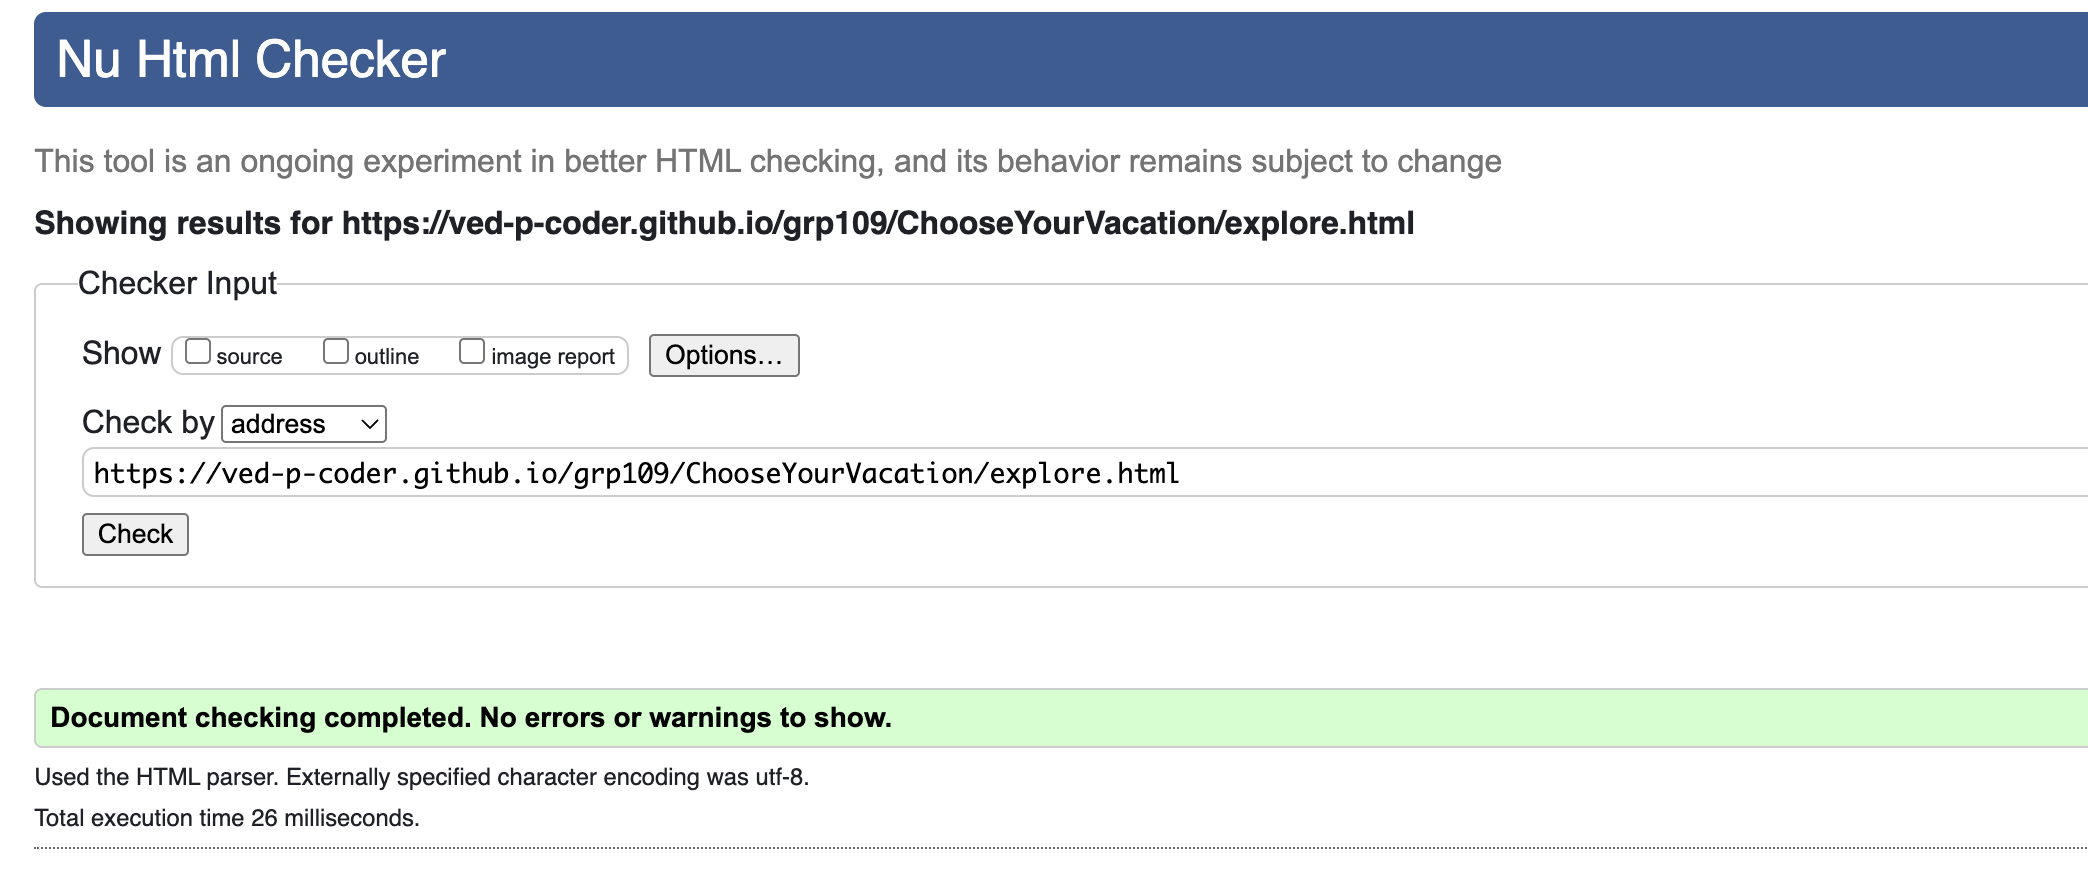 Nu Html Checker
This tool is an ongoing experiment in better HTML checking, and its behavior remains subject to change
Showing results for https://ved-p-coder.github.io/grp109/ChooseYourVacation/explore.html
Checker Input
Show source outline image report Options…
Check by address
https://ved-p-coder.github.io/grp109/ChooseYourVacation/explore.html
Check
Document checking completed. No errors or warnings to show.
Used the HTML parser. Externally specified character encoding was utf-8.
Total execution time 26 milliseconds.